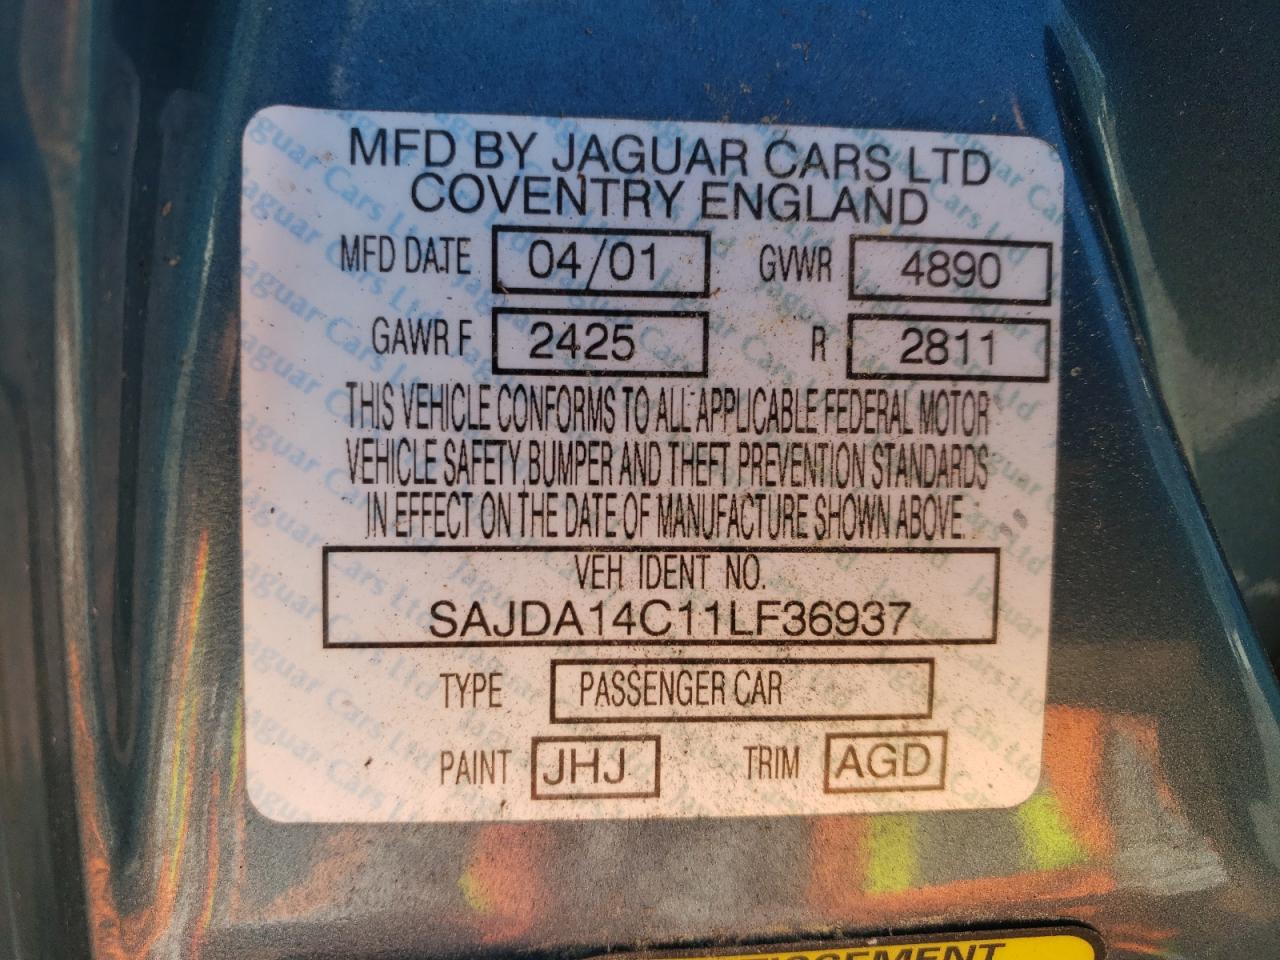 MFD BY JAGUAR CARS LTD
COVENTRY ENGLAND
MFD DATE 04/01 GVWR 4890
GAWR F 2425 R 2811
THIS VEHICLE CONFORMS TO ALL APPLICABLE FEDERAL MOTOR
VEHICLE SAFETY, BUMPER AND THEFT PREVENTION STANDARDS
IN EFFECT ON THE DATE OF MANUFACTURE SHOWN ABOVE
VEH IDENT NO.
SAJDA14C11LF36937
TYPE PASSENGER CAR
PAINT JHJ TRIM AGD